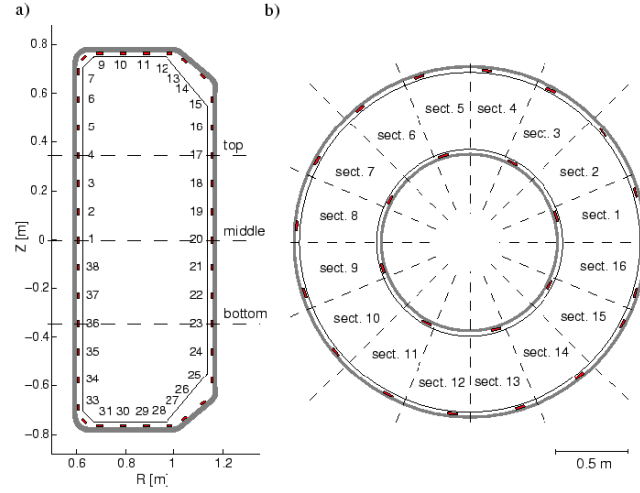 a)
0.8
0.6
0.4
0.2
0
−0.2
−0.4
−0.6
−0.8
Z [m]
0.6
0.8
1
1.2
R [m]
9 10 11 12
7
13
14
6
15
5
16
4
17
top
3
18
2
19
1
20
middle
38
21
37
22
36
23
bottom
35
24
34
25
33
26
27
31 30 29 28
b)
sect. 5
sect. 4
sect. 6
sect. 3
sect. 7
sect. 2
sect. 8
sect. 1
sect. 9
sect. 16
sect. 10
sect. 15
sect. 11
sect. 14
sect. 12
sect. 13
0.5 m